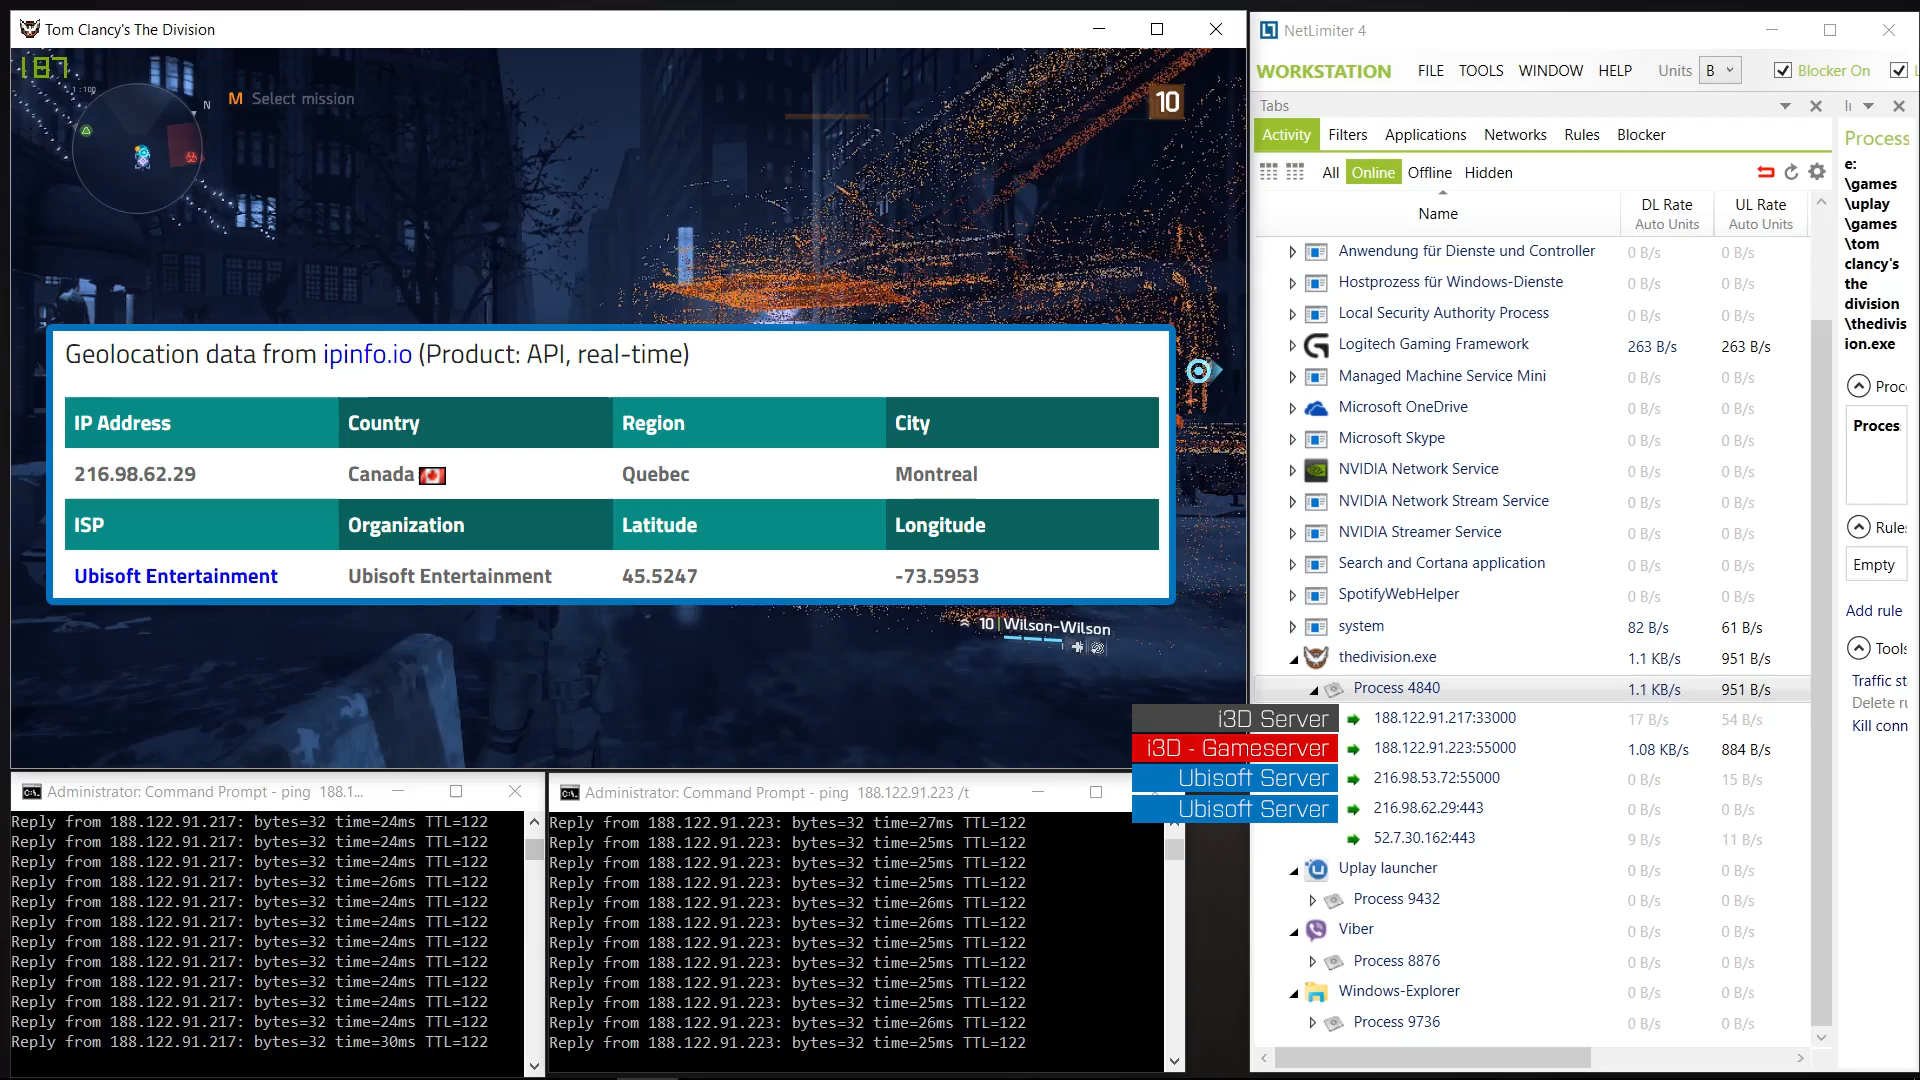 Tom Clancy's The Division
187
1 : 100
N
M Select mission
10
Geolocation data from ipinfo.io (Product: API, real-time)
IP Address Country Region City
216.98.62.29 Canada Quebec Montreal
ISP Organization Latitude Longitude
Ubisoft Entertainment Ubisoft Entertainment 45.5247 -73.5953
10 Wilson-Wilson
Administrator: Command Prompt - ping 188.1...
Reply from 188.122.91.217: bytes=32 time=24ms TTL=122
Reply from 188.122.91.217: bytes=32 time=24ms TTL=122
Reply from 188.122.91.217: bytes=32 time=24ms TTL=122
Reply from 188.122.91.217: bytes=32 time=26ms TTL=122
Reply from 188.122.91.217: bytes=32 time=24ms TTL=122
Reply from 188.122.91.217: bytes=32 time=24ms TTL=122
Reply from 188.122.91.217: bytes=32 time=24ms TTL=122
Reply from 188.122.91.217: bytes=32 time=24ms TTL=122
Reply from 188.122.91.217: bytes=32 time=24ms TTL=122
Reply from 188.122.91.217: bytes=32 time=24ms TTL=122
Reply from 188.122.91.217: bytes=32 time=24ms TTL=122
Reply from 188.122.91.217: bytes=32 time=30ms TTL=122
Administrator: Command Prompt - ping 188.122.91.223 /t
Reply from 188.122.91.223: bytes=32 time=27ms TTL=122
Reply from 188.122.91.223: bytes=32 time=25ms TTL=122
Reply from 188.122.91.223: bytes=32 time=25ms TTL=122
Reply from 188.122.91.223: bytes=32 time=25ms TTL=122
Reply from 188.122.91.223: bytes=32 time=26ms TTL=122
Reply from 188.122.91.223: bytes=32 time=26ms TTL=122
Reply from 188.122.91.223: bytes=32 time=25ms TTL=122
Reply from 188.122.91.223: bytes=32 time=25ms TTL=122
Reply from 188.122.91.223: bytes=32 time=25ms TTL=122
Reply from 188.122.91.223: bytes=32 time=25ms TTL=122
Reply from 188.122.91.223: bytes=32 time=26ms TTL=122
Reply from 188.122.91.223: bytes=32 time=25ms TTL=122
NetLimiter 4
WORKSTATION FILE TOOLS WINDOW HELP Units B Blocker On
Tabs
Activity Filters Applications Networks Rules Blocker
All Online Offline Hidden
Name DL Rate UL Rate
Auto Units Auto Units
Anwendung für Dienste und Controller 0 B/s 0 B/s
Hostprozess für Windows-Dienste 0 B/s 0 B/s
Local Security Authority Process 0 B/s 0 B/s
Logitech Gaming Framework 263 B/s 263 B/s
Managed Machine Service Mini 0 B/s 0 B/s
Microsoft OneDrive 0 B/s 0 B/s
Microsoft Skype 0 B/s 0 B/s
NVIDIA Network Service 0 B/s 0 B/s
NVIDIA Network Stream Service 0 B/s 0 B/s
NVIDIA Streamer Service 0 B/s 0 B/s
Search and Cortana application 0 B/s 0 B/s
SpotifyWebHelper 0 B/s 0 B/s
system 82 B/s 61 B/s
thedivision.exe 1.1 KB/s 951 B/s
Process 4840 1.1 KB/s 951 B/s
i3D Server 188.122.91.217:33000 17 B/s 54 B/s
i3D - Gameserver 188.122.91.223:55000 1.08 KB/s 884 B/s
Ubisoft Server 216.98.53.72:55000 0 B/s 15 B/s
Ubisoft Server 216.98.62.29:443 0 B/s 0 B/s
52.7.30.162:443 9 B/s 11 B/s
Uplay launcher 0 B/s 0 B/s
Process 9432 0 B/s 0 B/s
Viber 0 B/s 0 B/s
Process 8876 0 B/s 0 B/s
Windows-Explorer 0 B/s 0 B/s
Process 9736 0 B/s 0 B/s
Process
e:
\games
\uplay
\games
\tom
clancy's
the
division
\thedivis
ion.exe
Proc
Proces
Rules
Empty
Add rule
Tools
Traffic st
Delete ru
Kill conn